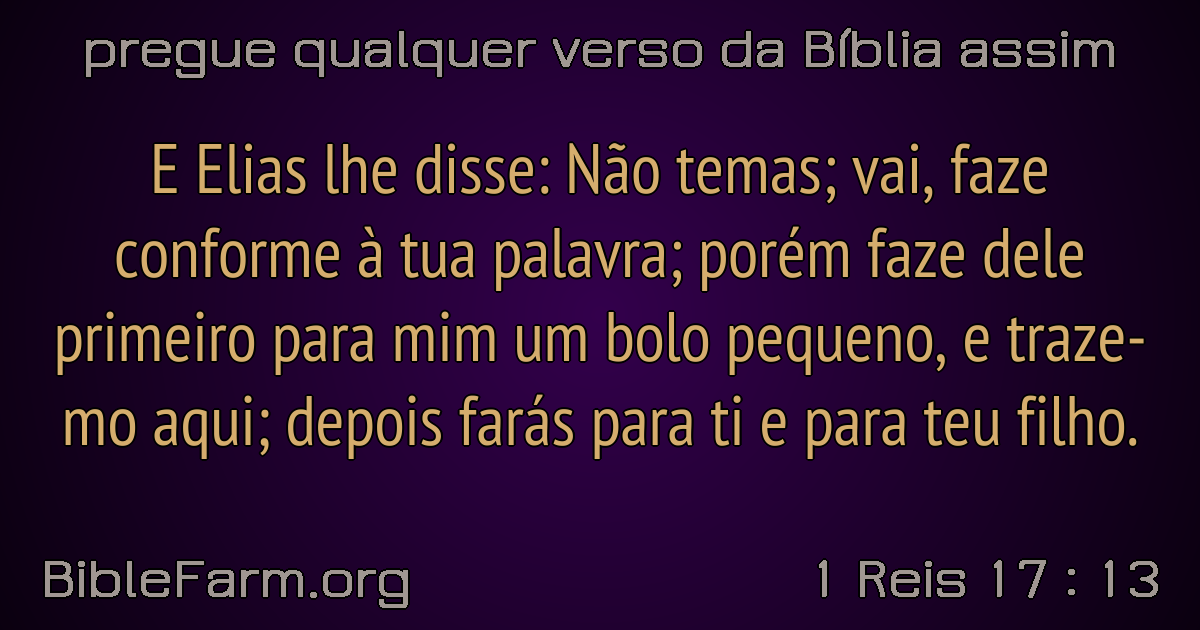 pregue qualquer verso da Bíblia assim
E Elias lhe disse: Não temas; vai, faze
conforme à tua palavra; porém faze dele
primeiro para mim um bolo pequeno, e traze-
mo aqui; depois farás para ti e para teu filho.
BibleFarm.org
1 Reis 17 : 13